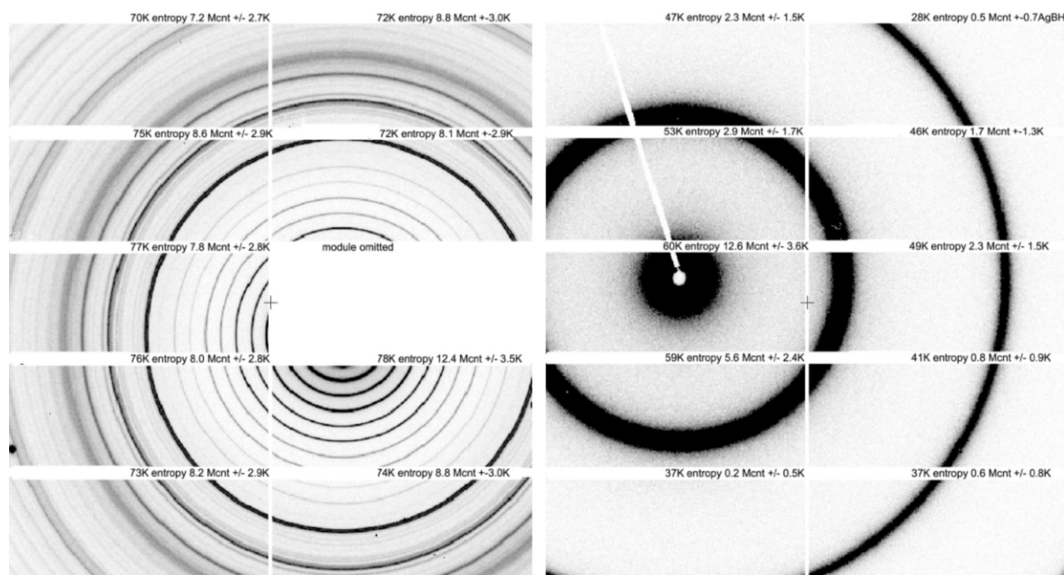 70K entropy 7.2 Mcnt +/- 2.7K
72K entropy 8.8 Mcnt +-3.0K
47K entropy 2.3 Mcnt +/- 1.5K
28K entropy 0.5 Mcnt +-0.7AgBH
75K entropy 8.6 Mcnt +/- 2.9K
72K entropy 8.1 Mcnt +-2.9K
53K entropy 2.9 Mcnt +/- 1.7K
46K entropy 1.7 Mcnt +-1.3K
77K entropy 7.8 Mcnt +/- 2.8K
module omitted
60K entropy 12.6 Mcnt +/- 3.6K
49K entropy 2.3 Mcnt +/- 1.5K
76K entropy 8.0 Mcnt +/- 2.8K
78K entropy 12.4 Mcnt +/- 3.5K
59K entropy 5.6 Mcnt +/- 2.4K
41K entropy 0.8 Mcnt +/- 0.9K
73K entropy 8.2 Mcnt +/- 2.9K
74K entropy 8.8 Mcnt +-3.0K
37K entropy 0.2 Mcnt +/- 0.5K
37K entropy 0.6 Mcnt +/- 0.8K